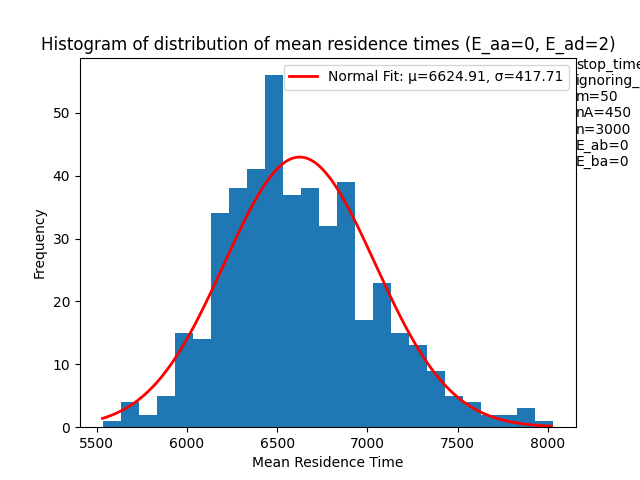 Histogram of distribution of mean residence times (E_aa=0, E_ad=2)
Normal Fit: μ=6624.91, σ=417.71
stop_time
ignoring_
m=50
nA=450
n=3000
E_ab=0
E_ba=0
50
40
30
20
10
0
Frequency
5500 6000 6500 7000 7500 8000
Mean Residence Time